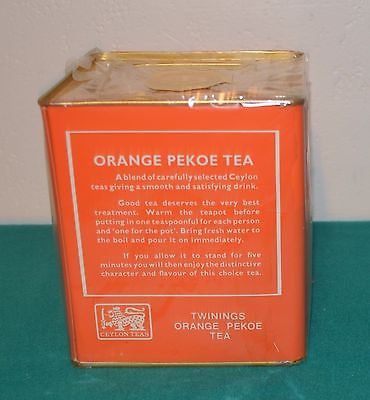 ORANGE PEKOE TEA
A blend of carefully selected Ceylon
teas giving a smooth and satisfying drink.
Good tea deserves the very best
treatment. Warm the teapot before
putting in one teaspoonful for each person
and 'one for the pot'. Bring fresh water to
the boil and pour it on immediately.
If you allow it to stand for five
minutes you will then enjoy the distinctive
character and flavour of this choice tea.
CEYLON TEAS
TWININGS
ORANGE PEKOE
TEA